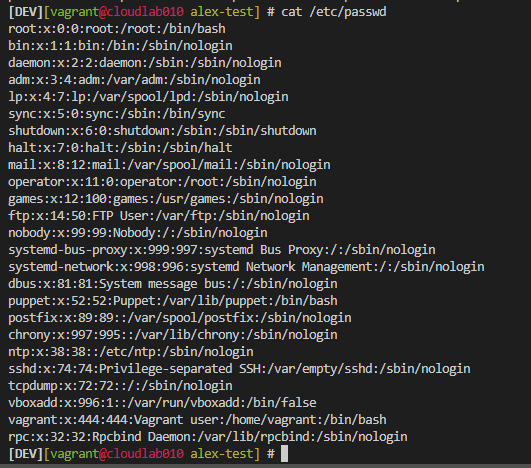 [DEV][vagrant@cloudlab010 alex-test] # cat /etc/passwd
root:x:0:0:root:/root:/bin/bash
bin:x:1:1:bin:/bin:/sbin/nologin
daemon:x:2:2:daemon:/sbin:/sbin/nologin
adm:x:3:4:adm:/var/adm:/sbin/nologin
lp:x:4:7:lp:/var/spool/lpd:/sbin/nologin
sync:x:5:0:sync:/sbin:/bin/sync
shutdown:x:6:0:shutdown:/sbin:/sbin/shutdown
halt:x:7:0:halt:/sbin:/sbin/halt
mail:x:8:12:mail:/var/spool/mail:/sbin/nologin
operator:x:11:0:operator:/root:/sbin/nologin
games:x:12:100:games:/usr/games:/sbin/nologin
ftp:x:14:50:FTP User:/var/ftp:/sbin/nologin
nobody:x:99:99:Nobody:/:/sbin/nologin
systemd-bus-proxy:x:999:997:systemd Bus Proxy:/:/sbin/nologin
systemd-network:x:998:996:systemd Network Management:/:/sbin/nologin
dbus:x:81:81:System message bus:/:/sbin/nologin
puppet:x:52:52:Puppet:/var/lib/puppet:/bin/bash
postfix:x:89:89::/var/spool/postfix:/sbin/nologin
chrony:x:997:995::/var/lib/chrony:/sbin/nologin
ntp:x:38:38::/etc/ntp:/sbin/nologin
sshd:x:74:74:Privilege-separated SSH:/var/empty/sshd:/sbin/nologin
tcpdump:x:72:72::/:/sbin/nologin
vboxadd:x:996:1::/var/run/vboxadd:/bin/false
vagrant:x:444:444:Vagrant user:/home/vagrant:/bin/bash
rpc:x:32:32:Rpcbind Daemon:/var/lib/rpcbind:/sbin/nologin
[DEV][vagrant@cloudlab010 alex-test] #